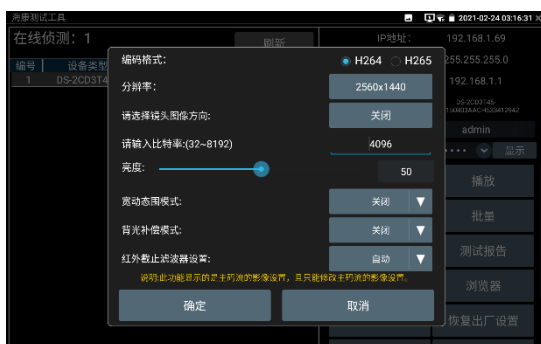 海康测试工具
2021-02-24 03:16:31
在线侦测：1
刷新
IP地址:
192.168.1.69
编号
设备类型
255.255.255.0
1
DS-2CD3T4
192.168.1.1
admin
显示
播放
批量
测试报告
浏览器
恢复出厂设置
编码格式:
H264
H265
分辨率:
2560x1440
请选择镜头图像方向:
关闭
请输入比特率:(32~8192)
4096
亮度:
50
宽动态围模式:
关闭
背光补偿模式:
关闭
红外截止滤波器设置:
自动
说明:此功能显示的是主码流的影像设置，且只能修改主码流的影像设置。
确定
取消